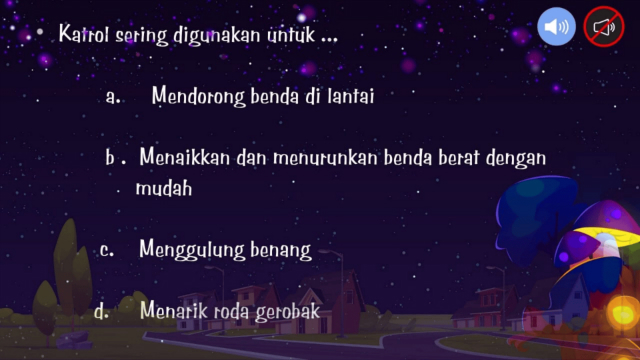 • Katrol sering digunakan untuk ...
a. Mendorong benda di lantai
b . Menaikkan dan menurunkan benda berat dengan
mudah
c. Menggulung benang
d. Menarik roda gerobak